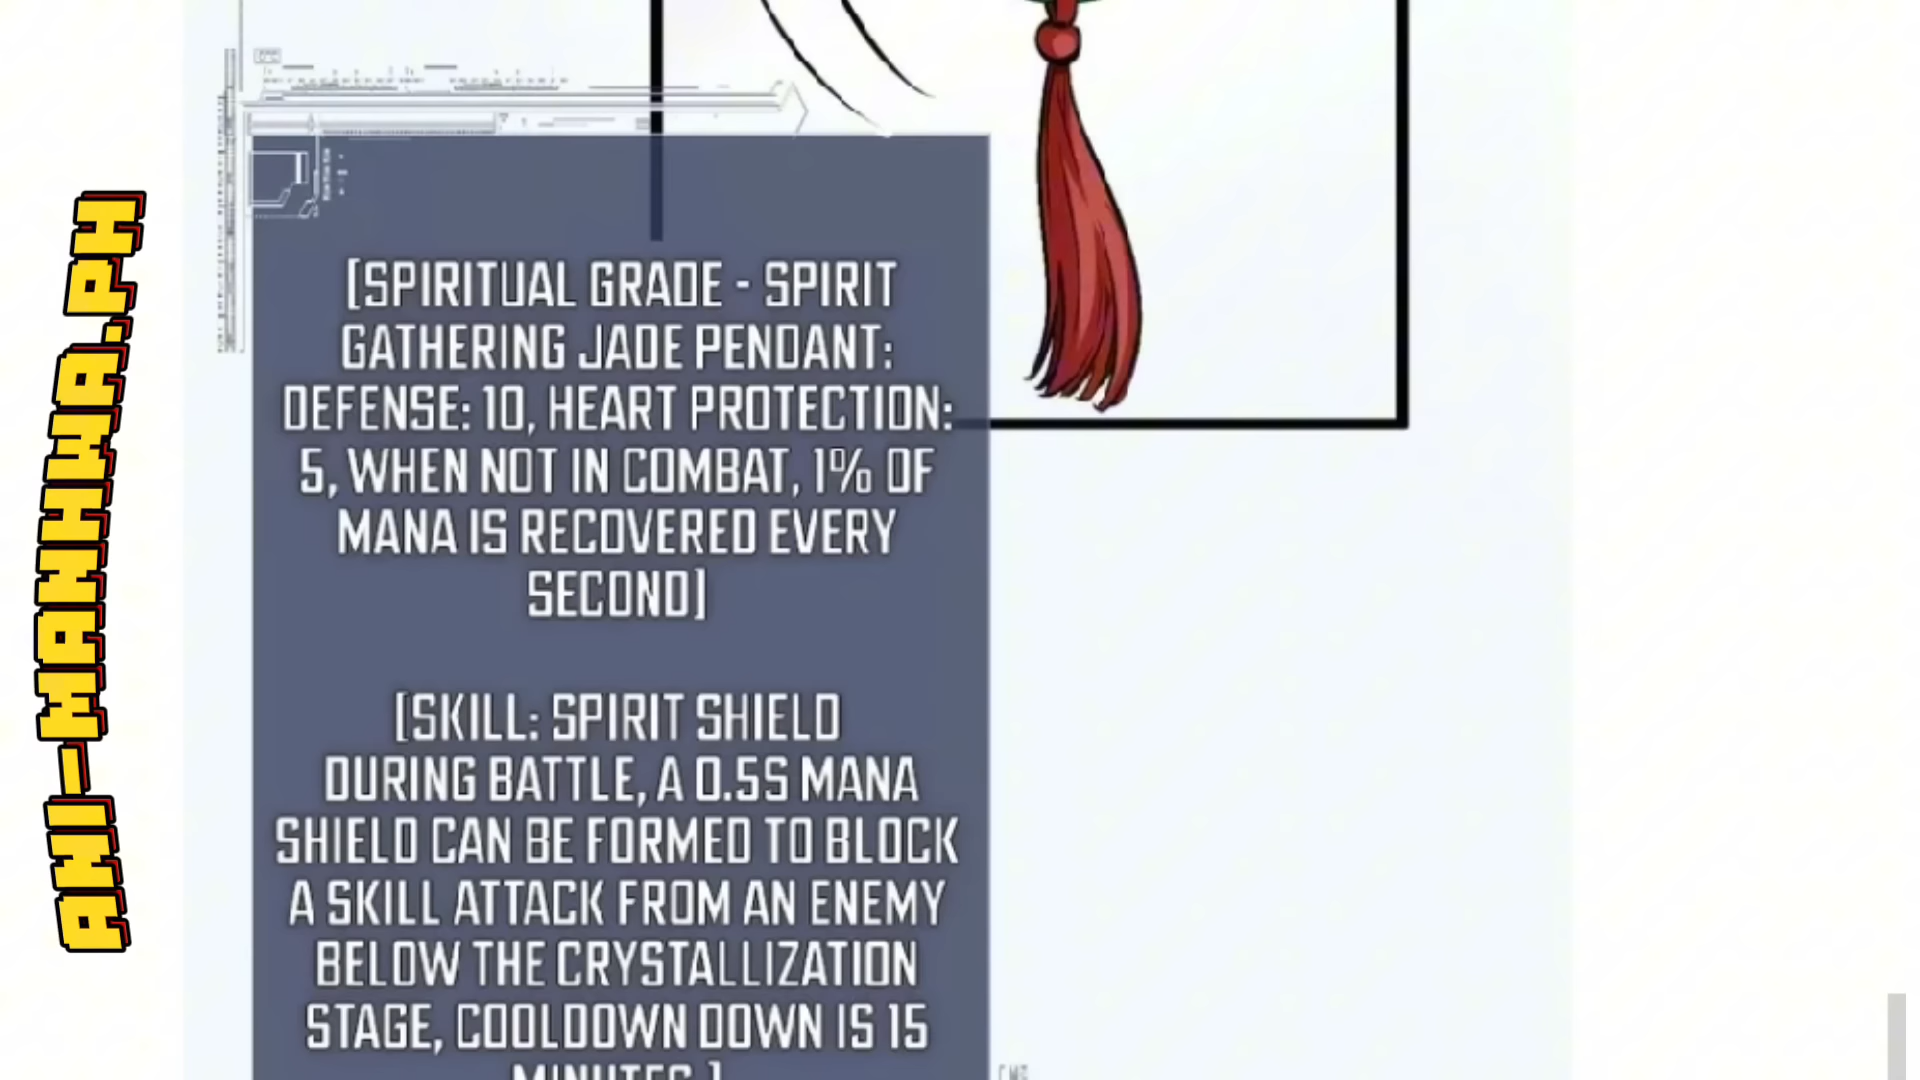 ANI-MANHWA.PH
[SPIRITUAL GRADE - SPIRIT
GATHERING JADE PENDANT:
DEFENSE: 10, HEART PROTECTION:
5, WHEN NOT IN COMBAT, 1% OF
MANA IS RECOVERED EVERY
SECOND]
[SKILL: SPIRIT SHIELD
DURING BATTLE, A 0.5S MANA
SHIELD CAN BE FORMED TO BLOCK
A SKILL ATTACK FROM AN ENEMY
BELOW THE CRYSTALLIZATION
STAGE, COOLDOWN DOWN IS 15
MINUTES.]